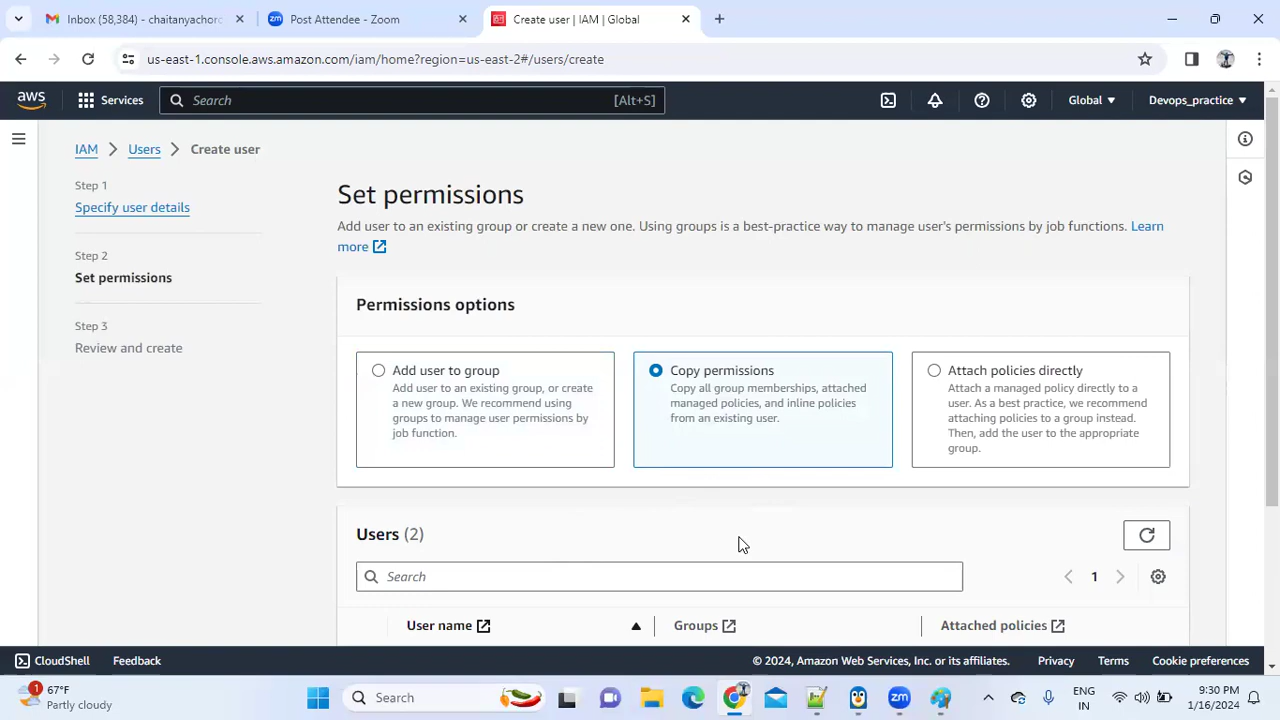 Inbox (58,384) - chaitanyachoro
Post Attendee - Zoom
Create user | IAM | Global
us-east-1.console.aws.amazon.com/iam/home?region=us-east-2#/users/create
aws
Services
Search
[Alt+S]
Global
Devops_practice
IAM
Users
Create user
Step 1
Specify user details
Step 2
Set permissions
Step 3
Review and create
Set permissions
Add user to an existing group or create a new one. Using groups is a best-practice way to manage user's permissions by job functions. Learn
more
Permissions options
Add user to group
Add user to an existing group, or create
a new group. We recommend using
groups to manage user permissions by
job function.
Copy permissions
Copy all group memberships, attached
managed policies, and inline policies
from an existing user.
Attach policies directly
Attach a managed policy directly to a
user. As a best practice, we recommend
attaching policies to a group instead.
Then, add the user to the appropriate
group.
Users (2)
Search
1
User name
Groups
Attached policies
CloudShell
Feedback
© 2024, Amazon Web Services, Inc. or its affiliates.
Privacy
Terms
Cookie preferences
1
67°F
Partly cloudy
Search
ENG
IN
9:30 PM
1/16/2024